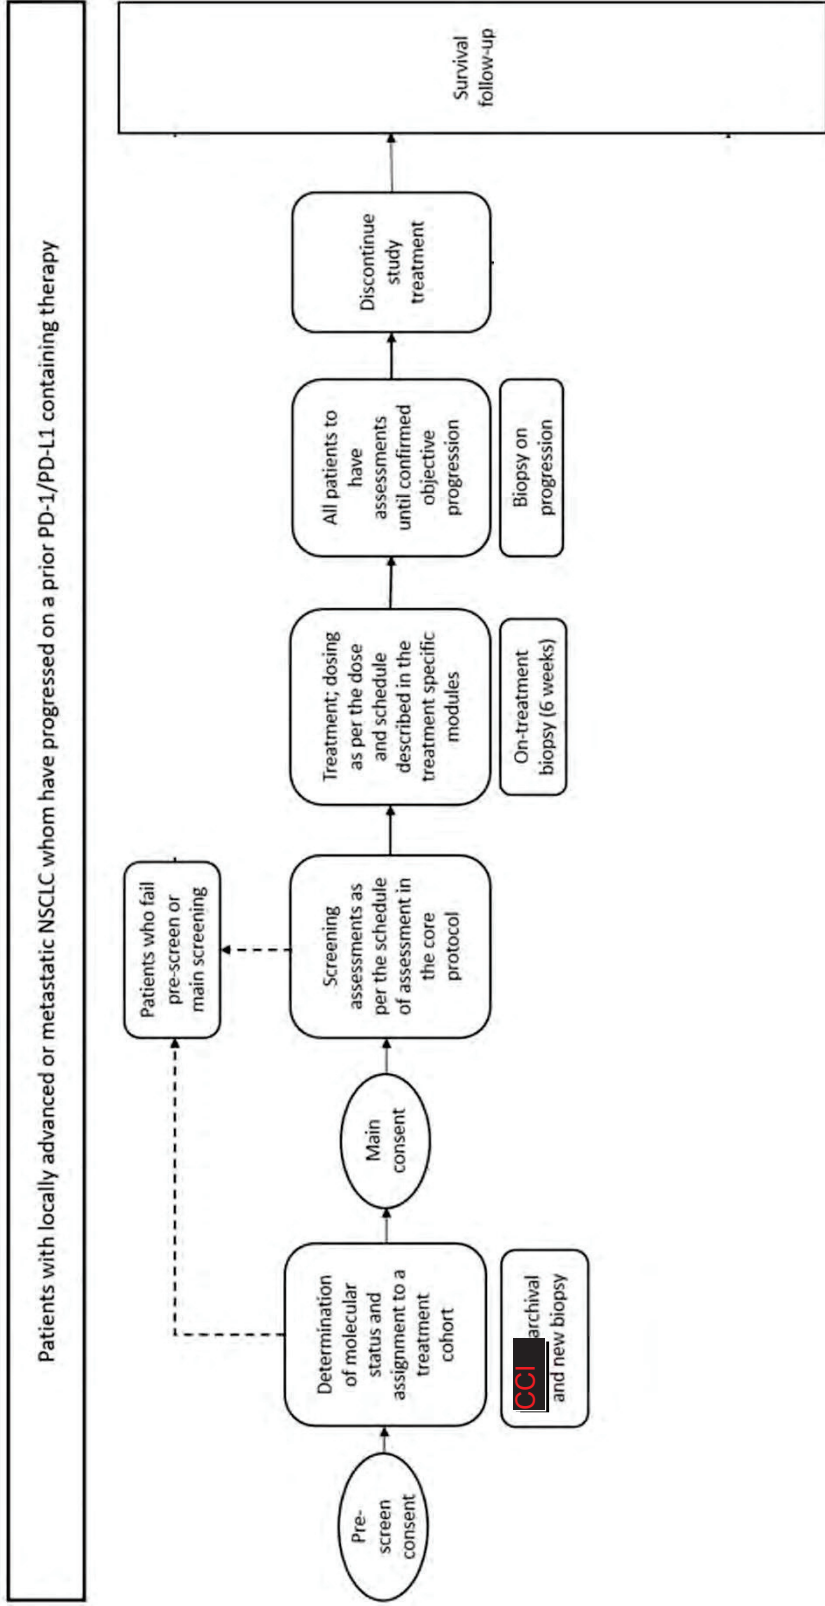 Patients with locally advanced or metastatic NSCLC whom have progressed on a prior PD-1/PD-L1 containing therapy
Pre-
screen
consent
Determination
of molecular
status and
assignment to a
treatment
cohort
CCI archival
and new biopsy
Main
consent
Patients who fail
pre-screen or
main screening
Screening
assessments as
per the schedule
of assessment in
the core
protocol
Treatment; dosing
as per the dose
and schedule
described in the
treatment specific
modules
On-treatment
biopsy (6 weeks)
All patients to
have
assessments
until confirmed
objective
progression
Biopsy on
progression
Discontinue
study
treatment
Survival
follow-up